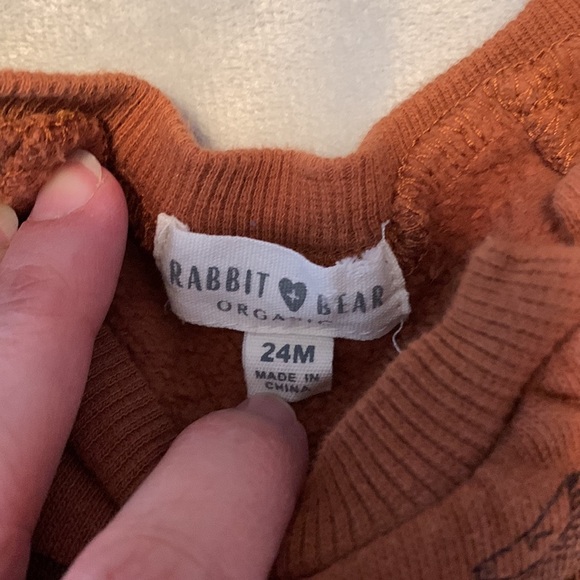 RABBIT + BEAR
ORGANIC
24M
MADE IN
CHINA